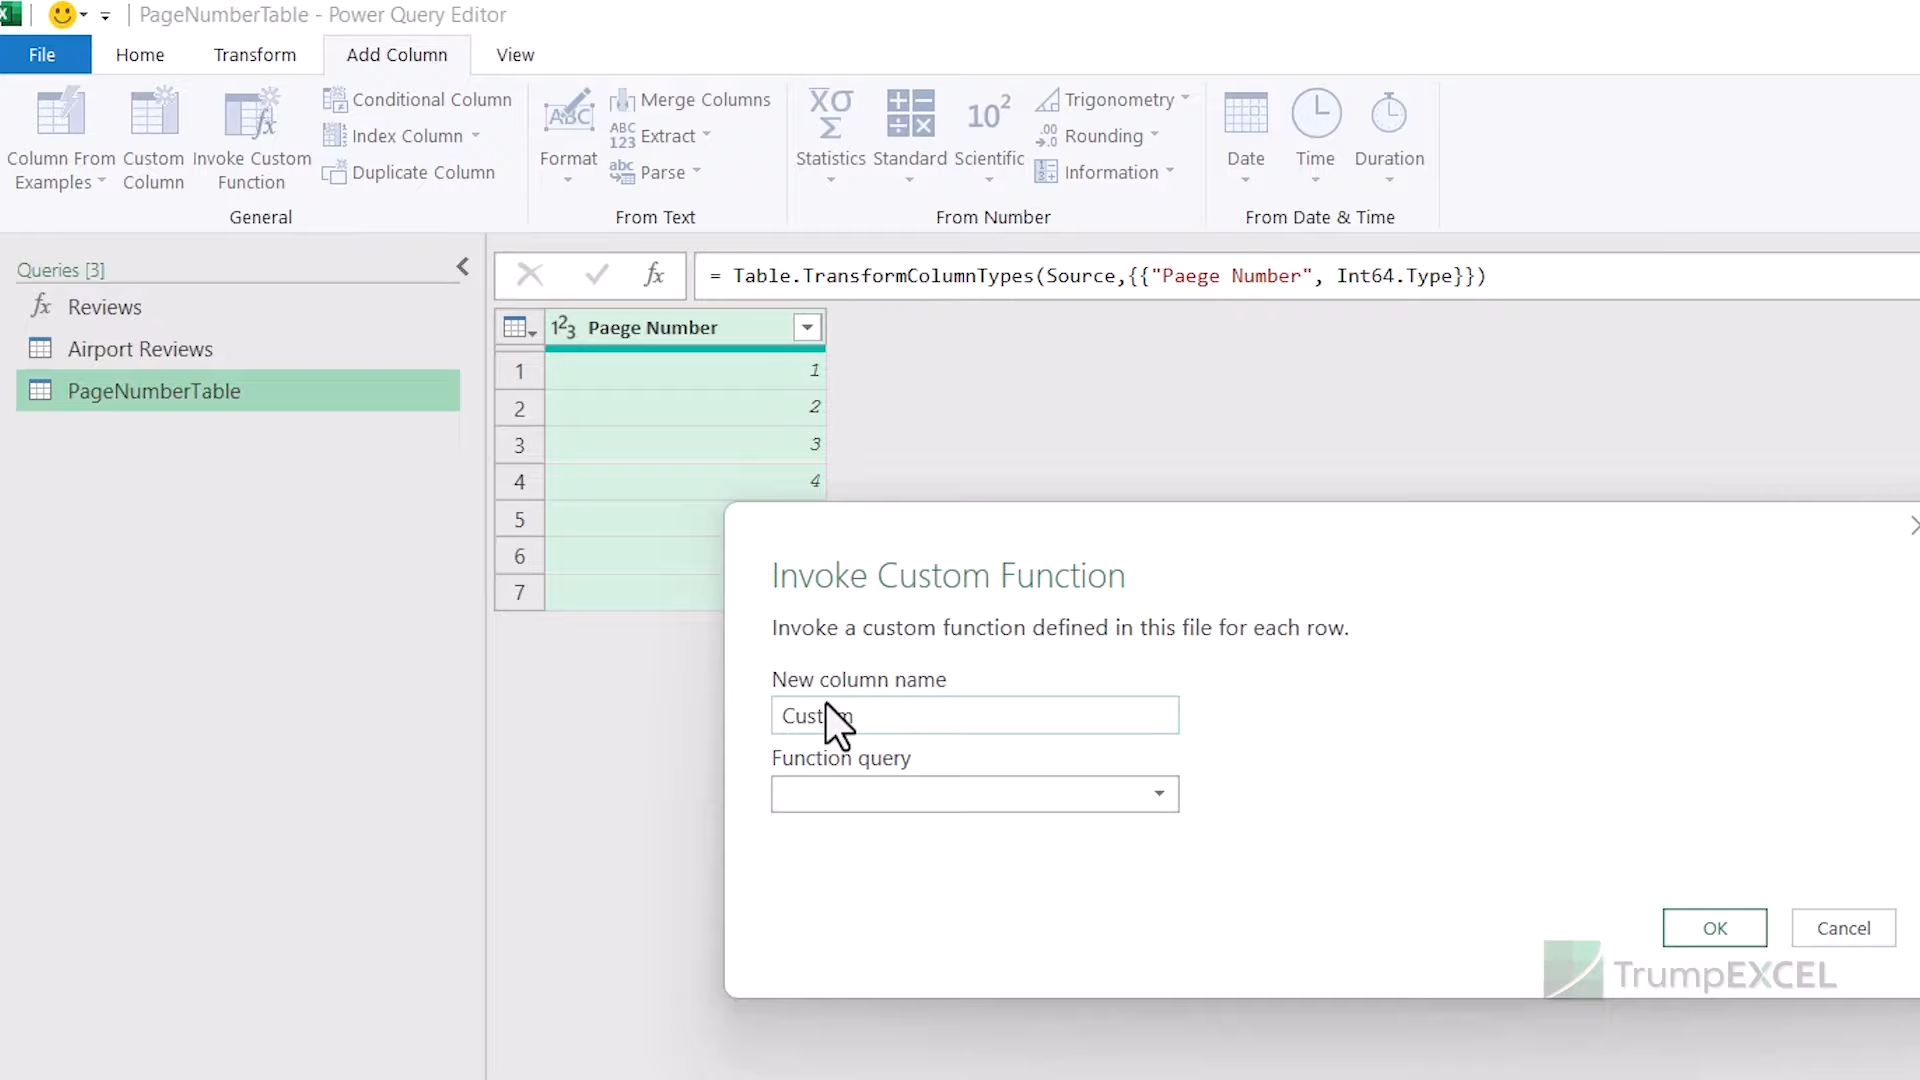 PageNumberTable - Power Query Editor
File
Home
Transform
Add Column
View
Column From
Examples
Custom
Column
Invoke Custom
Function
Conditional Column
Index Column
Duplicate Column
General
Format
Merge Columns
Extract
Parse
From Text
Statistics
Standard
10²
Scientific
Trigonometry
Rounding
Information
From Number
Date
Time
Duration
From Date & Time
Queries [3]
fx Reviews
Airport Reviews
PageNumberTable
fx
= Table.TransformColumnTypes(Source,{{"Paege Number", Int64.Type}})
123 Paege Number
1 1
2 2
3 3
4 4
5
6
7
Invoke Custom Function
Invoke a custom function defined in this file for each row.
New column name
Custom
Function query
OK
Cancel
TrumpEXCEL